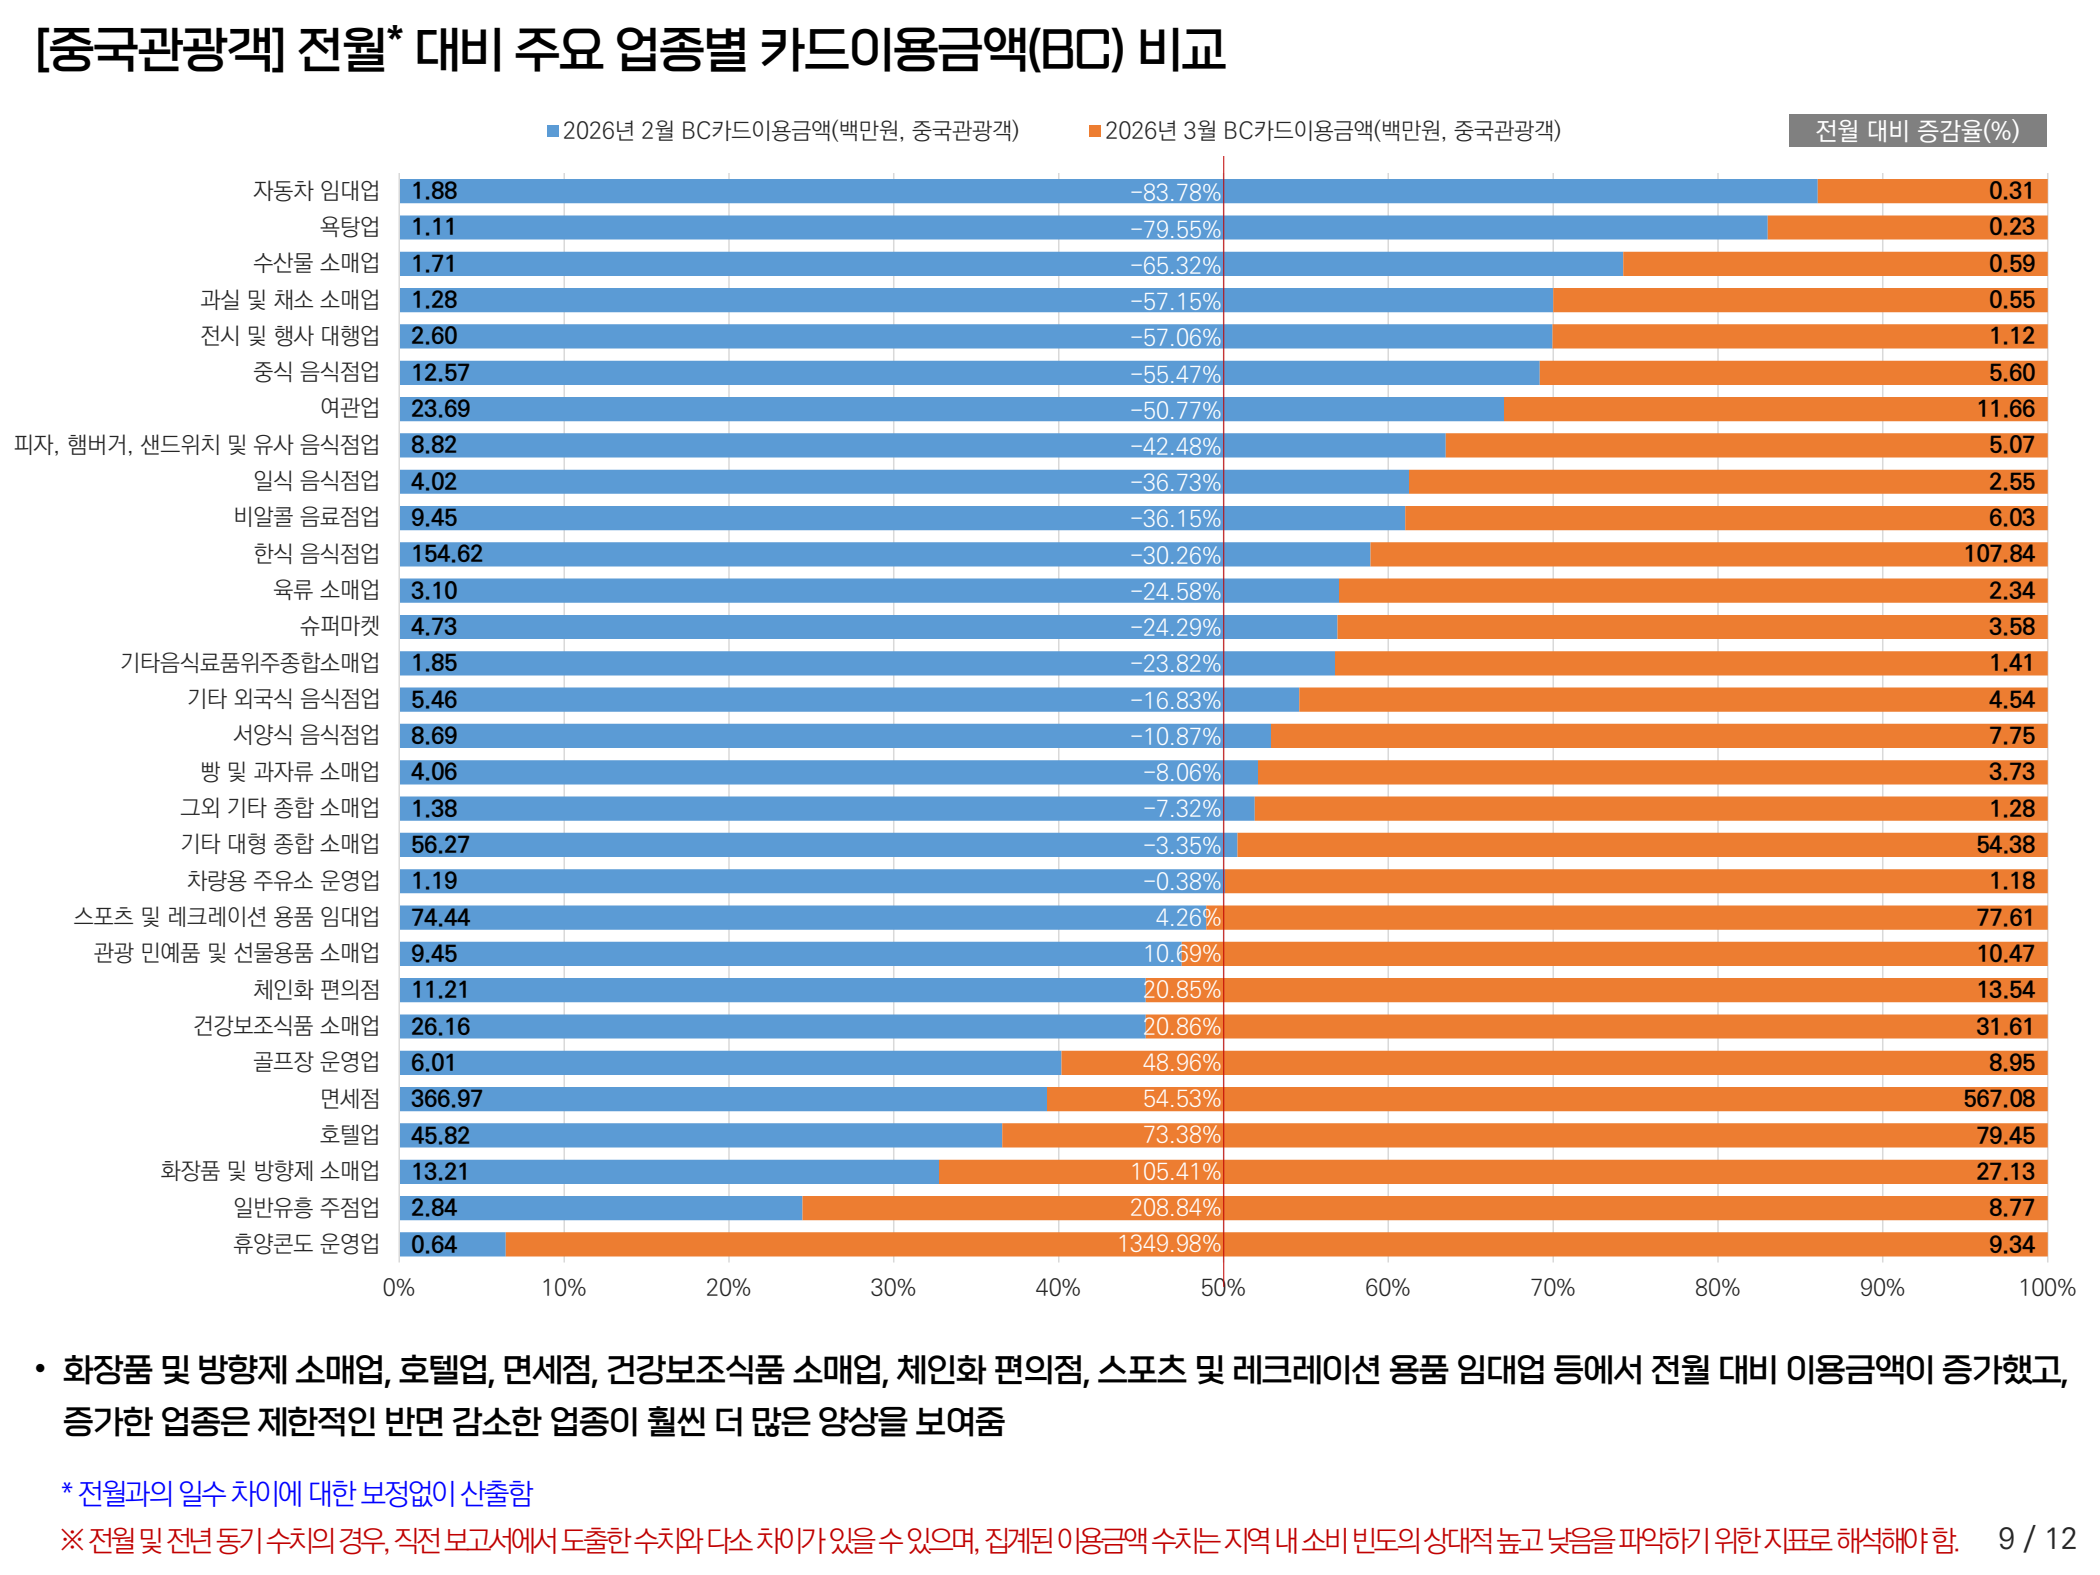 [중국관광객] 전월* 대비 주요 업종별 카드이용금액(BC) 비교
2026년 2월 BC카드이용금액(백만원, 중국관광객) 2026년 3월 BC카드이용금액(백만원, 중국관광객) 전월 대비 증감율(%)
자동차 임대업 1.88 -83.78% 0.31
욕탕업 1.11 -79.55% 0.23
수산물 소매업 1.71 -65.32% 0.59
과실 및 채소 소매업 1.28 -57.15% 0.55
전시 및 행사 대행업 2.60 -57.06% 1.12
중식 음식점업 12.57 -55.47% 5.60
여관업 23.69 -50.77% 11.66
피자, 햄버거, 샌드위치 및 유사 음식점업 8.82 -42.48% 5.07
일식 음식점업 4.02 -36.73% 2.55
비알콜 음료점업 9.45 -36.15% 6.03
한식 음식점업 154.62 -30.26% 107.84
육류 소매업 3.10 -24.58% 2.34
슈퍼마켓 4.73 -24.29% 3.58
기타음식료품위주종합소매업 1.85 -23.82% 1.41
기타 외국식 음식점업 5.46 -16.83% 4.54
서양식 음식점업 8.69 -10.87% 7.75
빵 및 과자류 소매업 4.06 -8.06% 3.73
그외 기타 종합 소매업 1.38 -7.32% 1.28
기타 대형 종합 소매업 56.27 -3.35% 54.38
차량용 주유소 운영업 1.19 -0.38% 1.18
스포츠 및 레크레이션 용품 임대업 74.44 4.26% 77.61
관광 민예품 및 선물용품 소매업 9.45 10.69% 10.47
체인화 편의점 11.21 20.85% 13.54
건강보조식품 소매업 26.16 20.86% 31.61
골프장 운영업 6.01 48.96% 8.95
면세점 366.97 54.53% 567.08
호텔업 45.82 73.38% 79.45
화장품 및 방향제 소매업 13.21 105.41% 27.13
일반유흥 주점업 2.84 208.84% 8.77
휴양콘도 운영업 0.64 1349.98% 9.34
0% 10% 20% 30% 40% 50% 60% 70% 80% 90% 100%
• 화장품 및 방향제 소매업, 호텔업, 면세점, 건강보조식품 소매업, 체인화 편의점, 스포츠 및 레크레이션 용품 임대업 등에서 전월 대비 이용금액이 증가했고,
증가한 업종은 제한적인 반면 감소한 업종이 훨씬 더 많은 양상을 보여줌
* 전월과의 일수 차이에 대한 보정없이 산출함
※ 전월 및 전년 동기 수치의 경우, 직전 보고서에서 도출한 수치와 다소 차이가 있을 수 있으며, 집계된 이용금액 수치는 지역 내 소비 빈도의 상대적 높고 낮음을 파악하기 위한 지표로 해석해야 함.
9 / 12